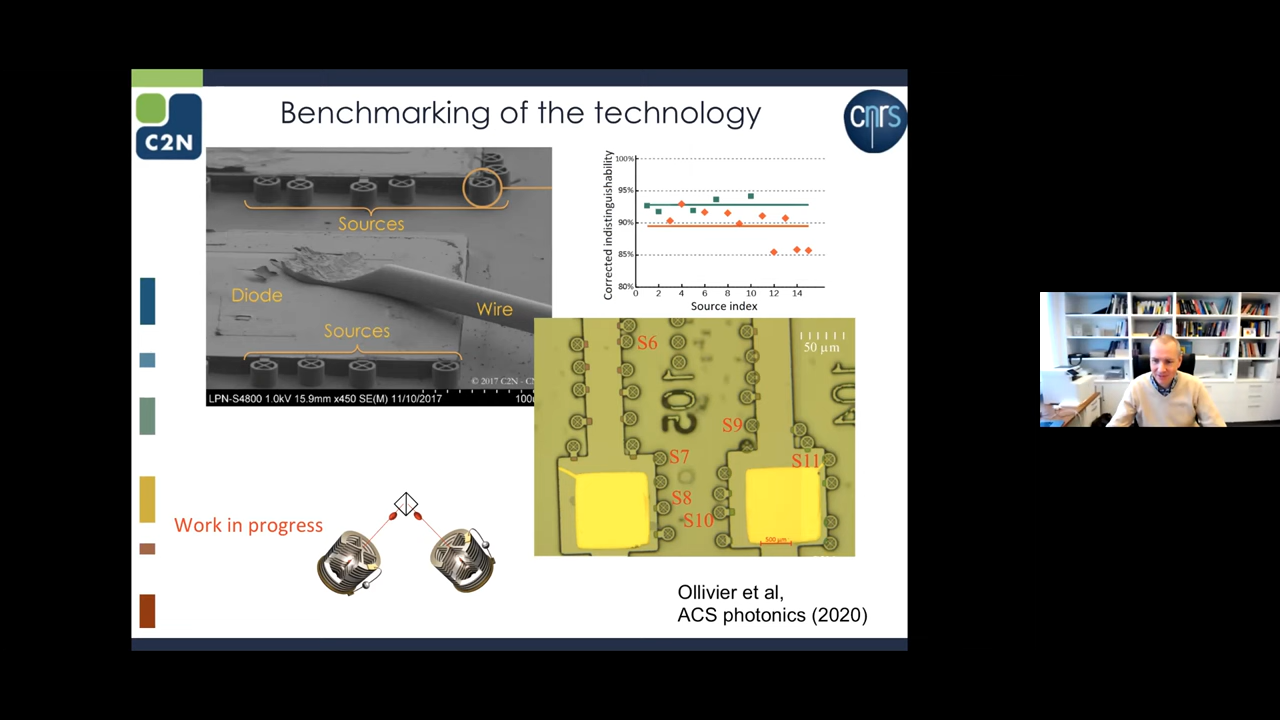 Benchmarking of the technology
C2N
cnrs
Sources
Diode
Wire
Sources
© 2017 C2N - C
LPN-S4800 1.0kV 15.9mm x450 SE(M) 11/10/2017
100
Corrected indistinguishability
100%
95%
90%
85%
80%
0 2 4 6 8 10 12 14
Source index
50 μm
S6
S9
S7
S11
S8
S10
500 μm
Work in progress
Ollivier et al,
ACS photonics (2020)